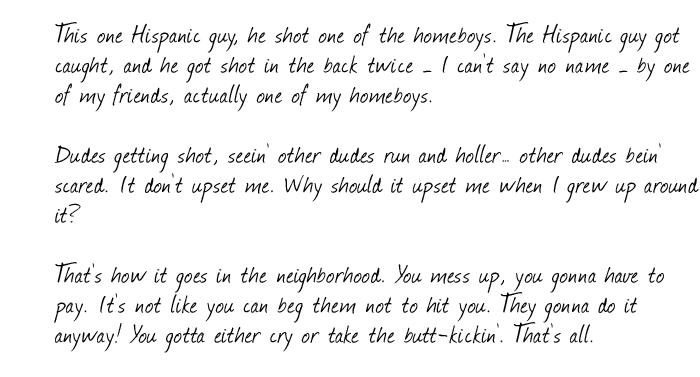 This one Hispanic guy, he shot one of the homeboys. The Hispanic guy got
caught, and he got shot in the back twice – I can't say no name – by one
of my friends, actually one of my homeboys.
Dudes getting shot, seein' other dudes run and holler... other dudes bein'
scared. It don't upset me. Why should it upset me when I grew up around
it?
That's how it goes in the neighborhood. You mess up, you gonna have to
pay. It's not like you can beg them not to hit you. They gonna do it
anyway! You gotta either cry or take the butt-kickin'. That's all.